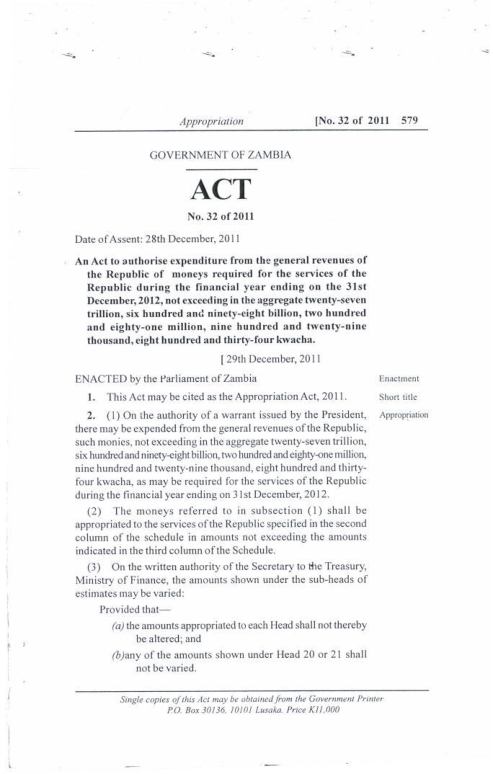 Appropriation [No. 32 of 2011 579
GOVERNMENT OF ZAMBIA
ACT
No. 32 of 2011
Date of Assent: 28th December, 2011
An Act to authorise expenditure from the general revenues of
the Republic of moneys required for the services of the
Republic during the financial year ending on the 31st
December, 2012, not exceeding in the aggregate twenty-seven
trillion, six hundred and ninety-eight billion, two hundred
and eighty-one million, nine hundred and twenty-nine
thousand, eight hundred and thirty-four kwacha.
[ 29th December, 2011
ENACTED by the Parliament of Zambia Enactment
1. This Act may be cited as the Appropriation Act, 2011. Short title
2. (1) On the authority of a warrant issued by the President, Appropriation
there may be expended from the general revenues of the Republic,
such monies, not exceeding in the aggregate twenty-seven trillion,
six hundred and ninety-eight billion, two hundred and eighty-one million,
nine hundred and twenty-nine thousand, eight hundred and thirty-
four kwacha, as may be required for the services of the Republic
during the financial year ending on 31st December, 2012.
(2) The moneys referred to in subsection (1) shall be
appropriated to the services of the Republic specified in the second
column of the schedule in amounts not exceeding the amounts
indicated in the third column of the Schedule.
(3) On the written authority of the Secretary to the Treasury,
Ministry of Finance, the amounts shown under the sub-heads of
estimates may be varied:
Provided that—
(a) the amounts appropriated to each Head shall not thereby
be altered; and
(b)any of the amounts shown under Head 20 or 21 shall
not be varied.
Single copies of this Act may be obtained from the Government Printer
P.O. Box 30136, 10101 Lusaka. Price K11,000